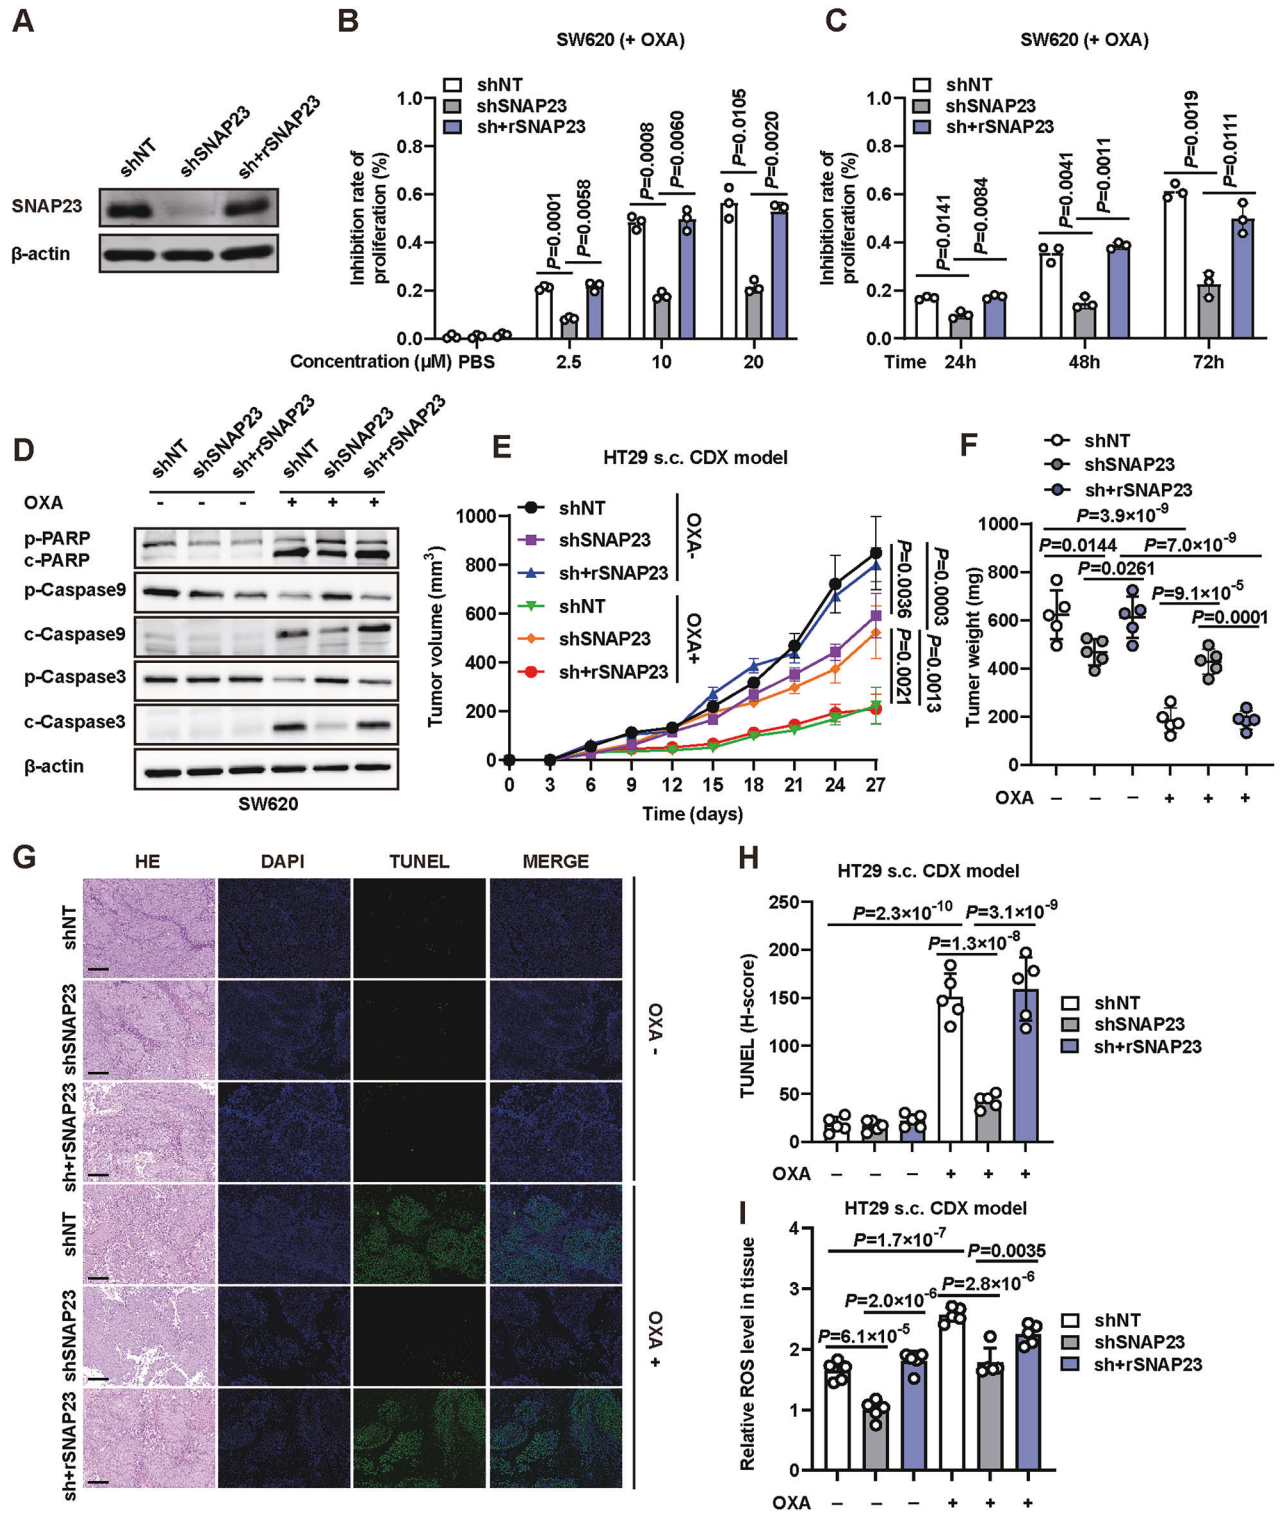 A
shNT
shSNAP23
sh+rSNAP23
SNAP23
β-actin
B
SW620 (+ OXA)
shNT
shSNAP23
sh+rSNAP23
Inhibition rate of
proliferation (%)
1.0
0.8
0.6
0.4
0.2
0.0
P=0.0001
P=0.0058
P=0.0008
P=0.0060
P=0.0105
P=0.0020
Concentration (μM) PBS 2.5 10 20
C
SW620 (+ OXA)
shNT
shSNAP23
sh+rSNAP23
Inhibition rate of
proliferation (%)
1.0
0.8
0.6
0.4
0.2
0.0
P=0.0141
P=0.0084
P=0.0041
P=0.0011
P=0.0019
P=0.0111
Time 24h 48h 72h
D
shNT
shSNAP23
sh+rSNAP23
shNT
shSNAP23
sh+rSNAP23
OXA - - - + + +
p-PARP
c-PARP
p-Caspase9
c-Caspase9
p-Caspase3
c-Caspase3
β-actin
SW620
E
HT29 s.c. CDX model
shNT
shSNAP23
sh+rSNAP23
OXA-
shNT
shSNAP23
sh+rSNAP23
OXA+
Tumor volume (mm³)
1000
800
600
400
200
0
0 3 6 9 12 15 18 21 24 27
Time (days)
P=0.0036
P=0.0003
P=0.0021
P=0.0013
F
shNT
shSNAP23
sh+rSNAP23
Tumer weight (mg)
1000
800
600
400
200
0
P=3.9×10⁻⁹
P=0.0144
P=7.0×10⁻⁹
P=0.0261
P=9.1×10⁻⁵
P=0.0001
OXA − − − + + +
G
HE DAPI TUNEL MERGE
shNT
shSNAP23
sh+rSNAP23
OXA -
shNT
shSNAP23
sh+rSNAP23
OXA +
H
HT29 s.c. CDX model
TUNEL (H-score)
250
200
150
100
50
0
P=2.3×10⁻¹⁰
P=3.1×10⁻⁹
P=1.3×10⁻⁸
shNT
shSNAP23
sh+rSNAP23
OXA − − − + + +
I
HT29 s.c. CDX model
Relative ROS level in tissue
4
3
2
1
0
P=1.7×10⁻⁷
P=0.0035
P=2.8×10⁻⁶
P=2.0×10⁻⁶
P=6.1×10⁻⁵
shNT
shSNAP23
sh+rSNAP23
OXA − − − + + +